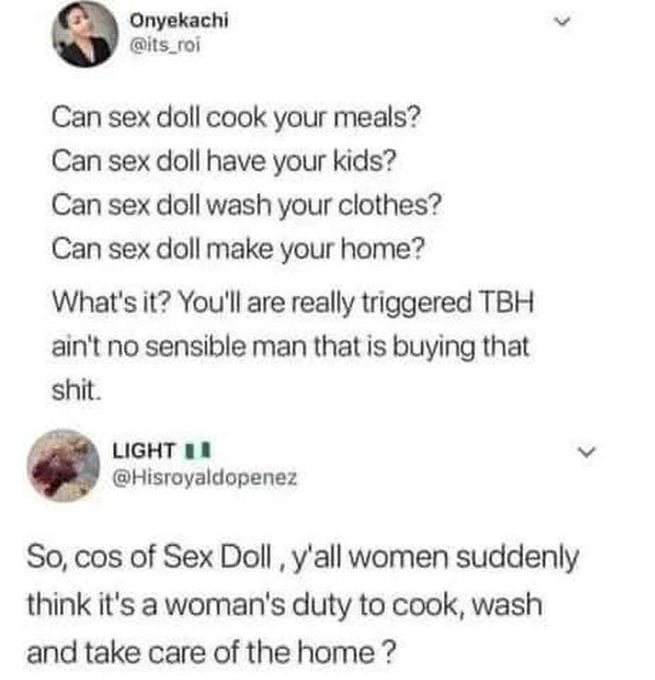 Onyekachi
@its_roi
Can sex doll cook your meals?
Can sex doll have your kids?
Can sex doll wash your clothes?
Can sex doll make your home?
What's it? You'll are really triggered TBH
ain't no sensible man that is buying that
shit.
LIGHT 🇳🇬
@Hisroyaldopenez
So, cos of Sex Doll , y'all women suddenly
think it's a woman's duty to cook, wash
and take care of the home ?